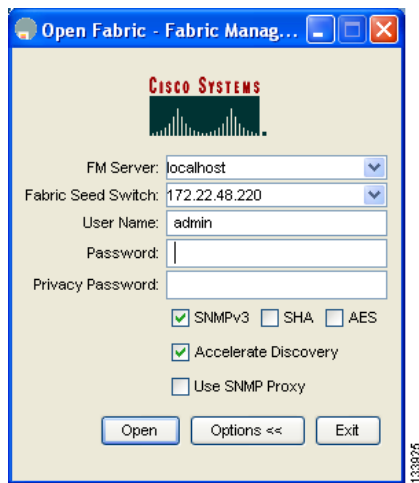 Open Fabric - Fabric Manag...
CISCO SYSTEMS
FM Server: localhost
Fabric Seed Switch: 172.22.48.220
User Name: admin
Password:
Privacy Password:
SNMPv3 SHA AES
Accelerate Discovery
Use SNMP Proxy
Open Options << Exit
133925